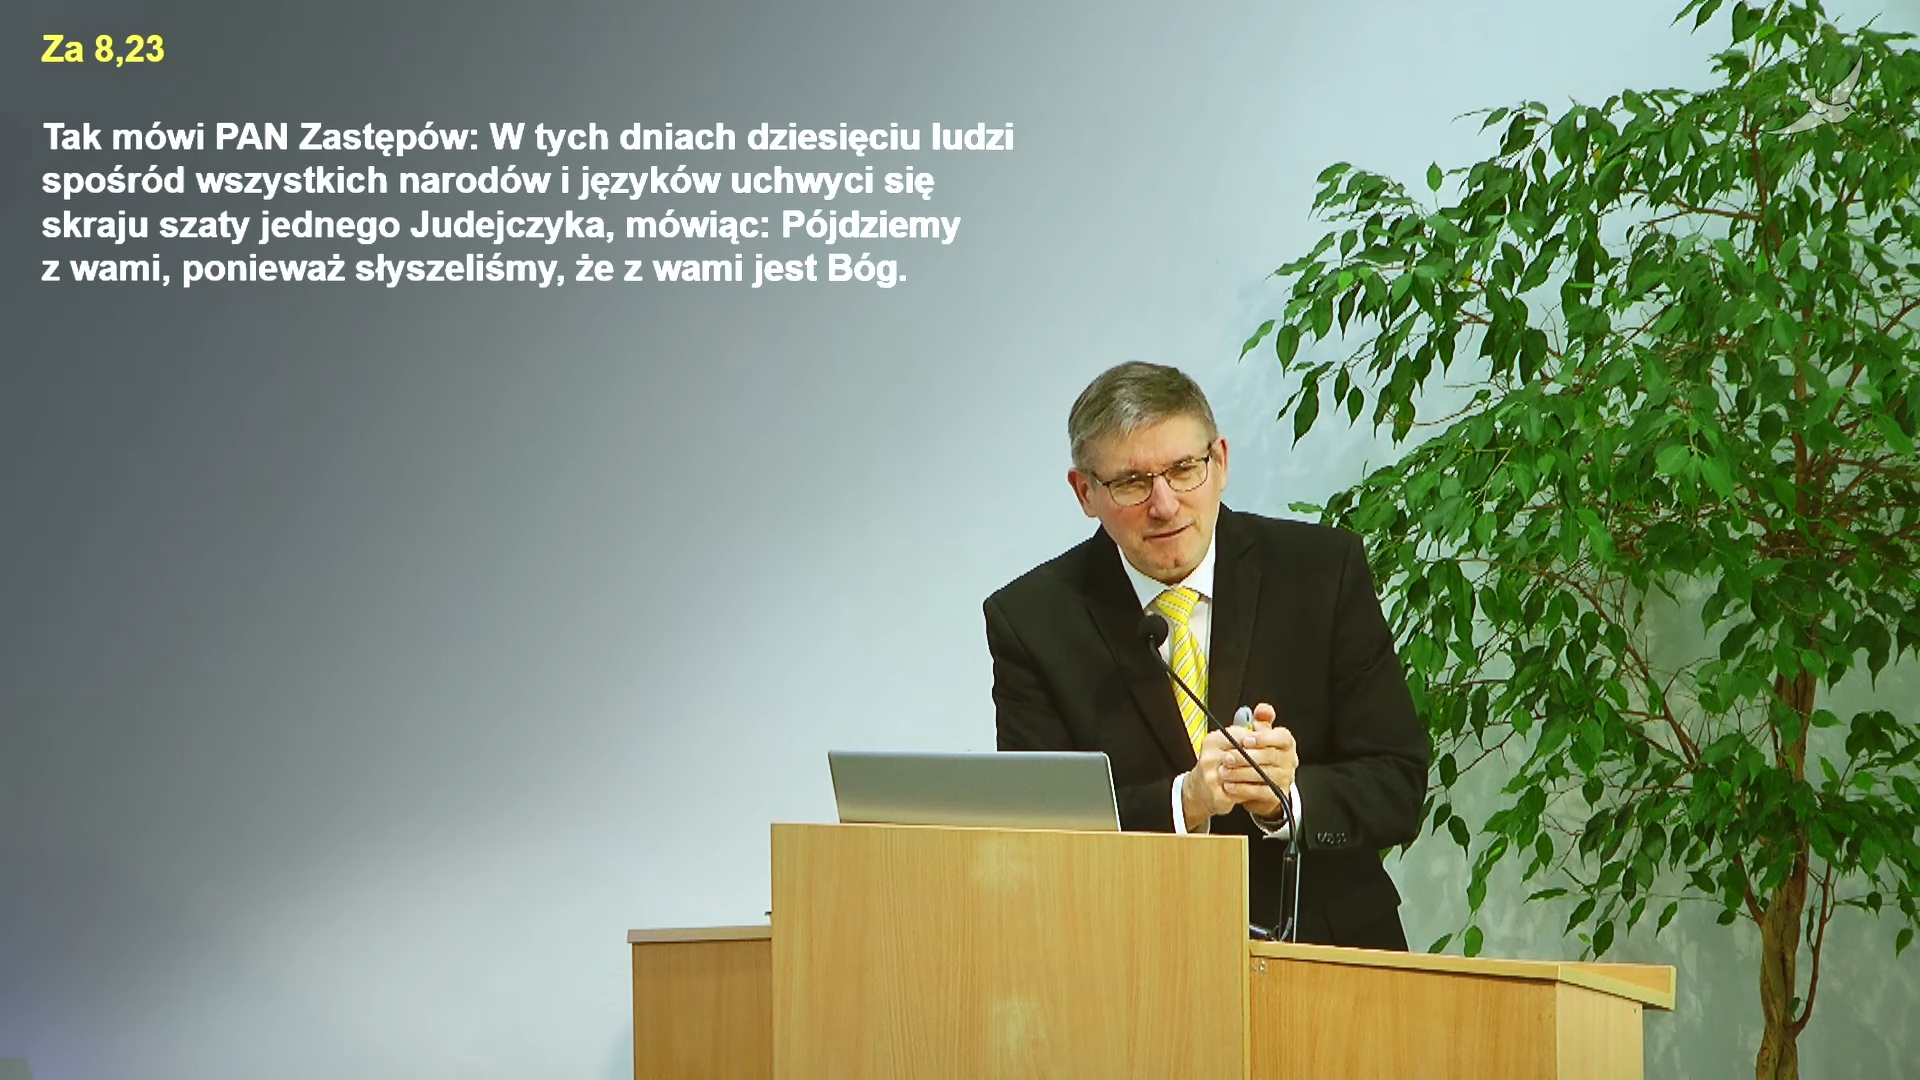 Za 8,23
Tak mówi PAN Zastępów: W tych dniach dziesięciu ludzi
spośród wszystkich narodów i języków uchwyci się
skraju szaty jednego Judejczyka, mówiąc: Pójdziemy
z wami, ponieważ słyszeliśmy, że z wami jest Bóg.